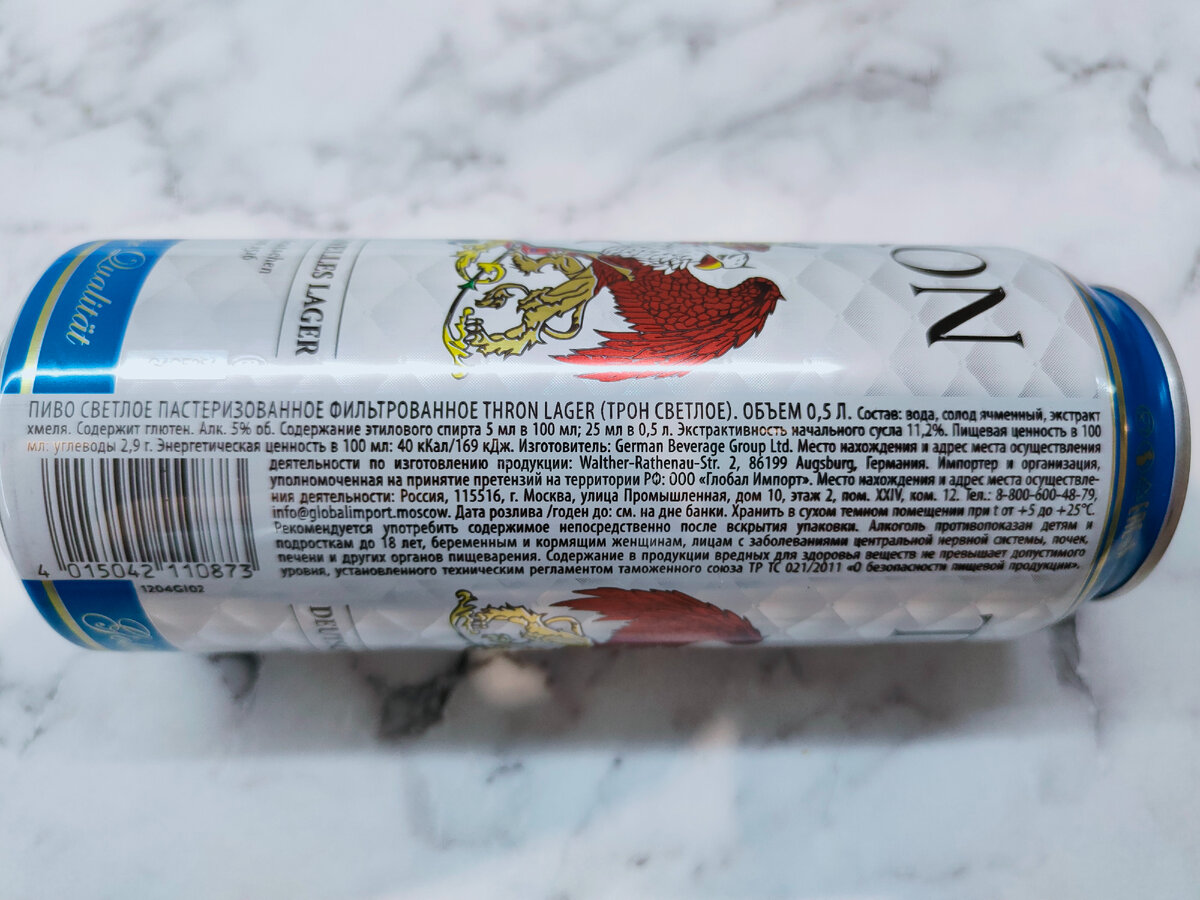 Qualität
HELLES LAGER
ON
ПИВО СВЕТЛОЕ ПАСТЕРИЗОВАННОЕ ФИЛЬТРОВАННОЕ THRON LAGER (ТРОН СВЕТЛОЕ). ОБЪЕМ 0,5 Л. Состав: вода, солод ячменный, экстракт
хмеля. Содержит глютен. Алк. 5% об. Содержание этилового спирта 5 мл в 100 мл; 25 мл в 0,5 л. Экстрактивность начального сусла 11,2%. Пищевая ценность в 100
мл: углеводы 2,9 г. Энергетическая ценность в 100 мл: 40 кКал/169 кДж. Изготовитель: German Beverage Group Ltd. Место нахождения и адрес места осуществления
деятельности по изготовлению продукции: Walther-Rathenau-Str. 2, 86199 Augsburg, Германия. Импортер и организация,
уполномоченная на принятие претензий на территории РФ: ООО «Глобал Импорт». Место нахождения и адрес места осуществле-
ния деятельности: Россия, 115516, г. Москва, улица Промышленная, дом 10, этаж 2, пом. XXIV, ком. 12. Тел.: 8-800-600-48-79,
info@globalimport.moscow. Дата розлива /годен до: см. на дне банки. Хранить в сухом темном помещении при t от +5 до +25°С.
Рекомендуется употребить содержимое непосредственно после вскрытия упаковки. Алкоголь противопоказан детям и
подросткам до 18 лет, беременным и кормящим женщинам, лицам с заболеваниями центральной нервной системы, почек,
печени и других органов пищеварения. Содержание в продукции вредных для здоровья веществ не превышает допустимого
уровня, установленного техническим регламентом таможенного союза ТР ТС 021/2011 «О безопасности пищевой продукции».
4 015042 110873
1204GI02